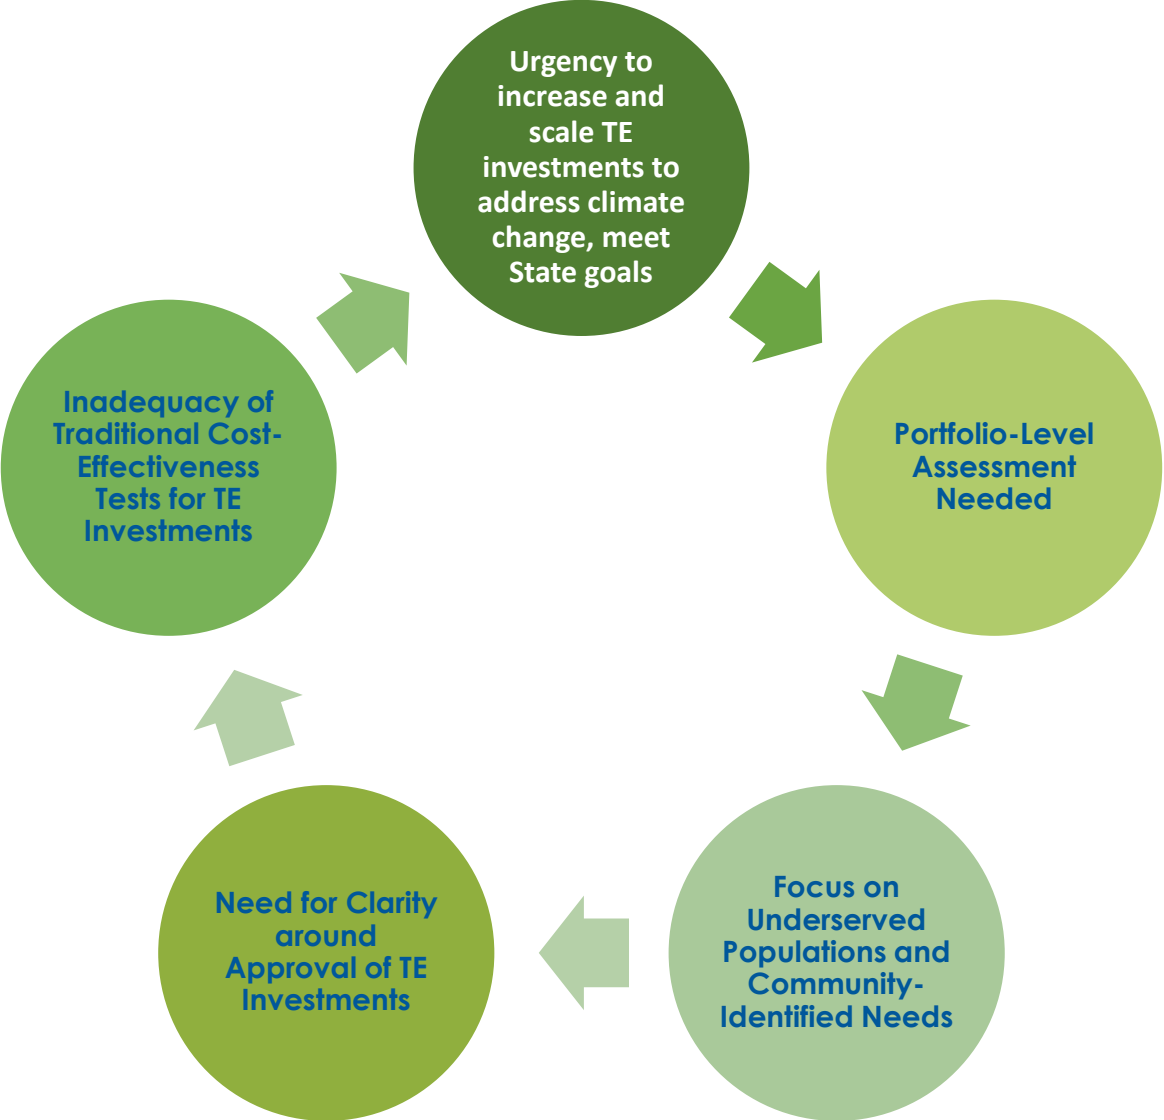 Urgency to
increase and
scale TE
investments to
address climate
change, meet
State goals
Portfolio-Level
Assessment
Needed
Focus on
Underserved
Populations and
Community-
Identified Needs
Need for Clarity
around
Approval of TE
Investments
Inadequacy of
Traditional Cost-
Effectiveness
Tests for TE
Investments